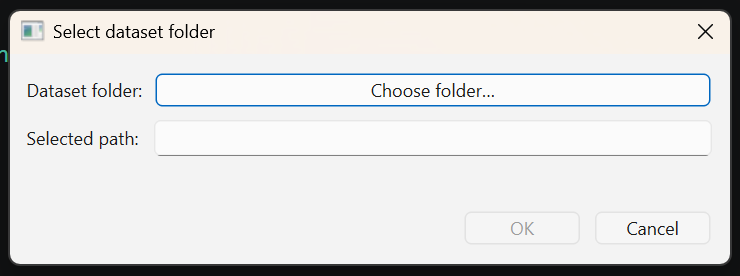 Select dataset folder
Dataset folder: Choose folder...
Selected path:
OK Cancel